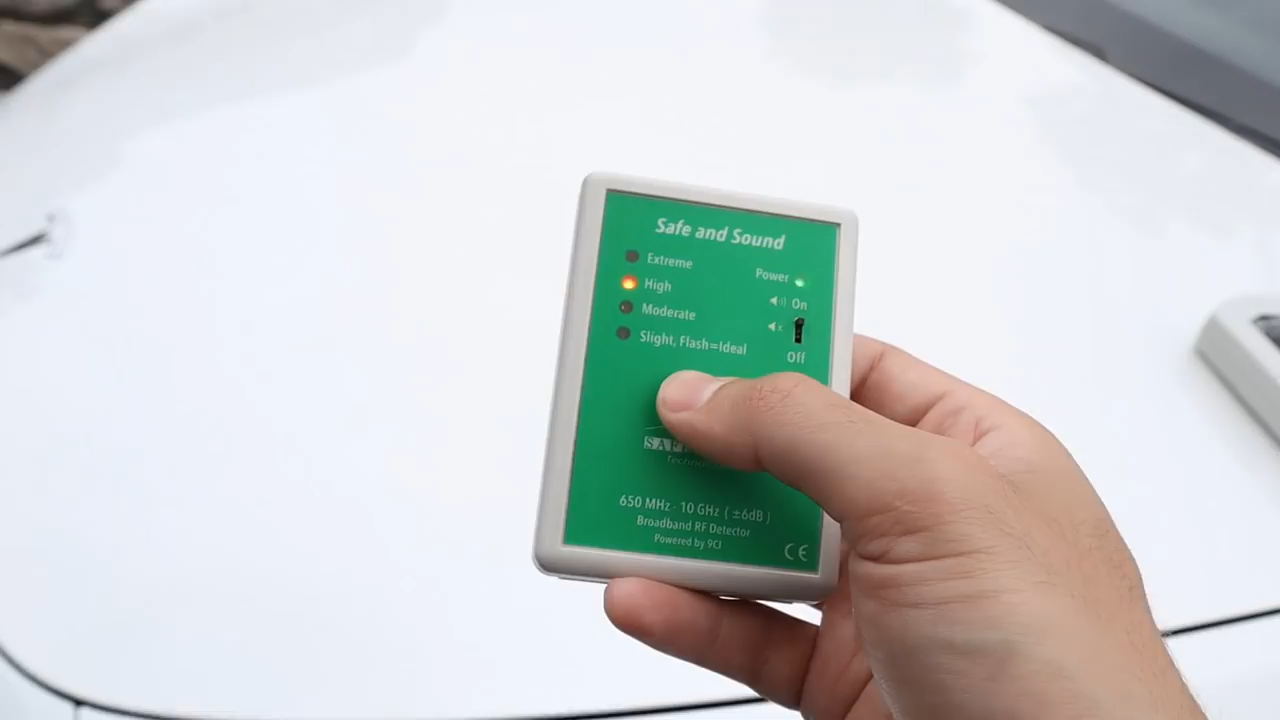 Safe and Sound
Extreme
High
Moderate
Slight, Flash=Ideal
Power
On
Off
650 MHz - 10 GHz ( ±6dB )
Broadband RF Detector
Powered by 9CI
CE